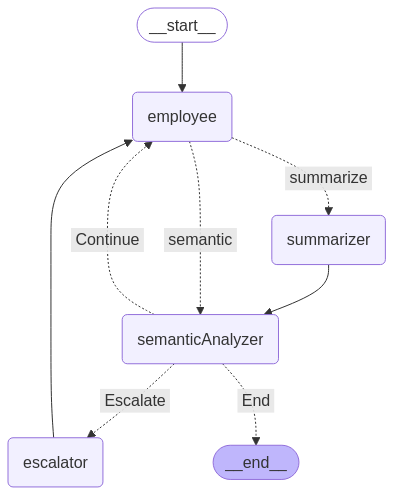 __start__
employee
summarize
Continue
semantic
summarizer
semanticAnalyzer
Escalate
End
escalator
__end__